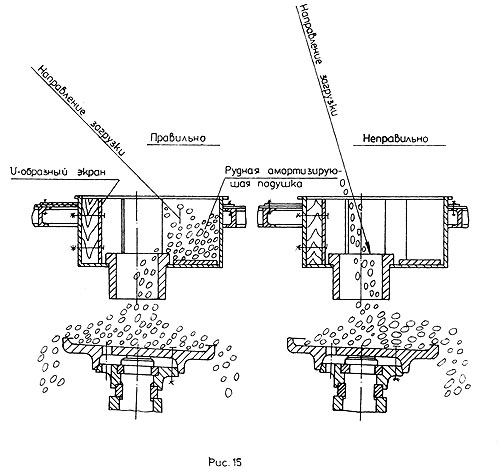 Направление загрузки
Направление загрузки
Правильно
Неправильно
U-образный экран
Рудная амортизирую-
щая подушка
Рис. 15